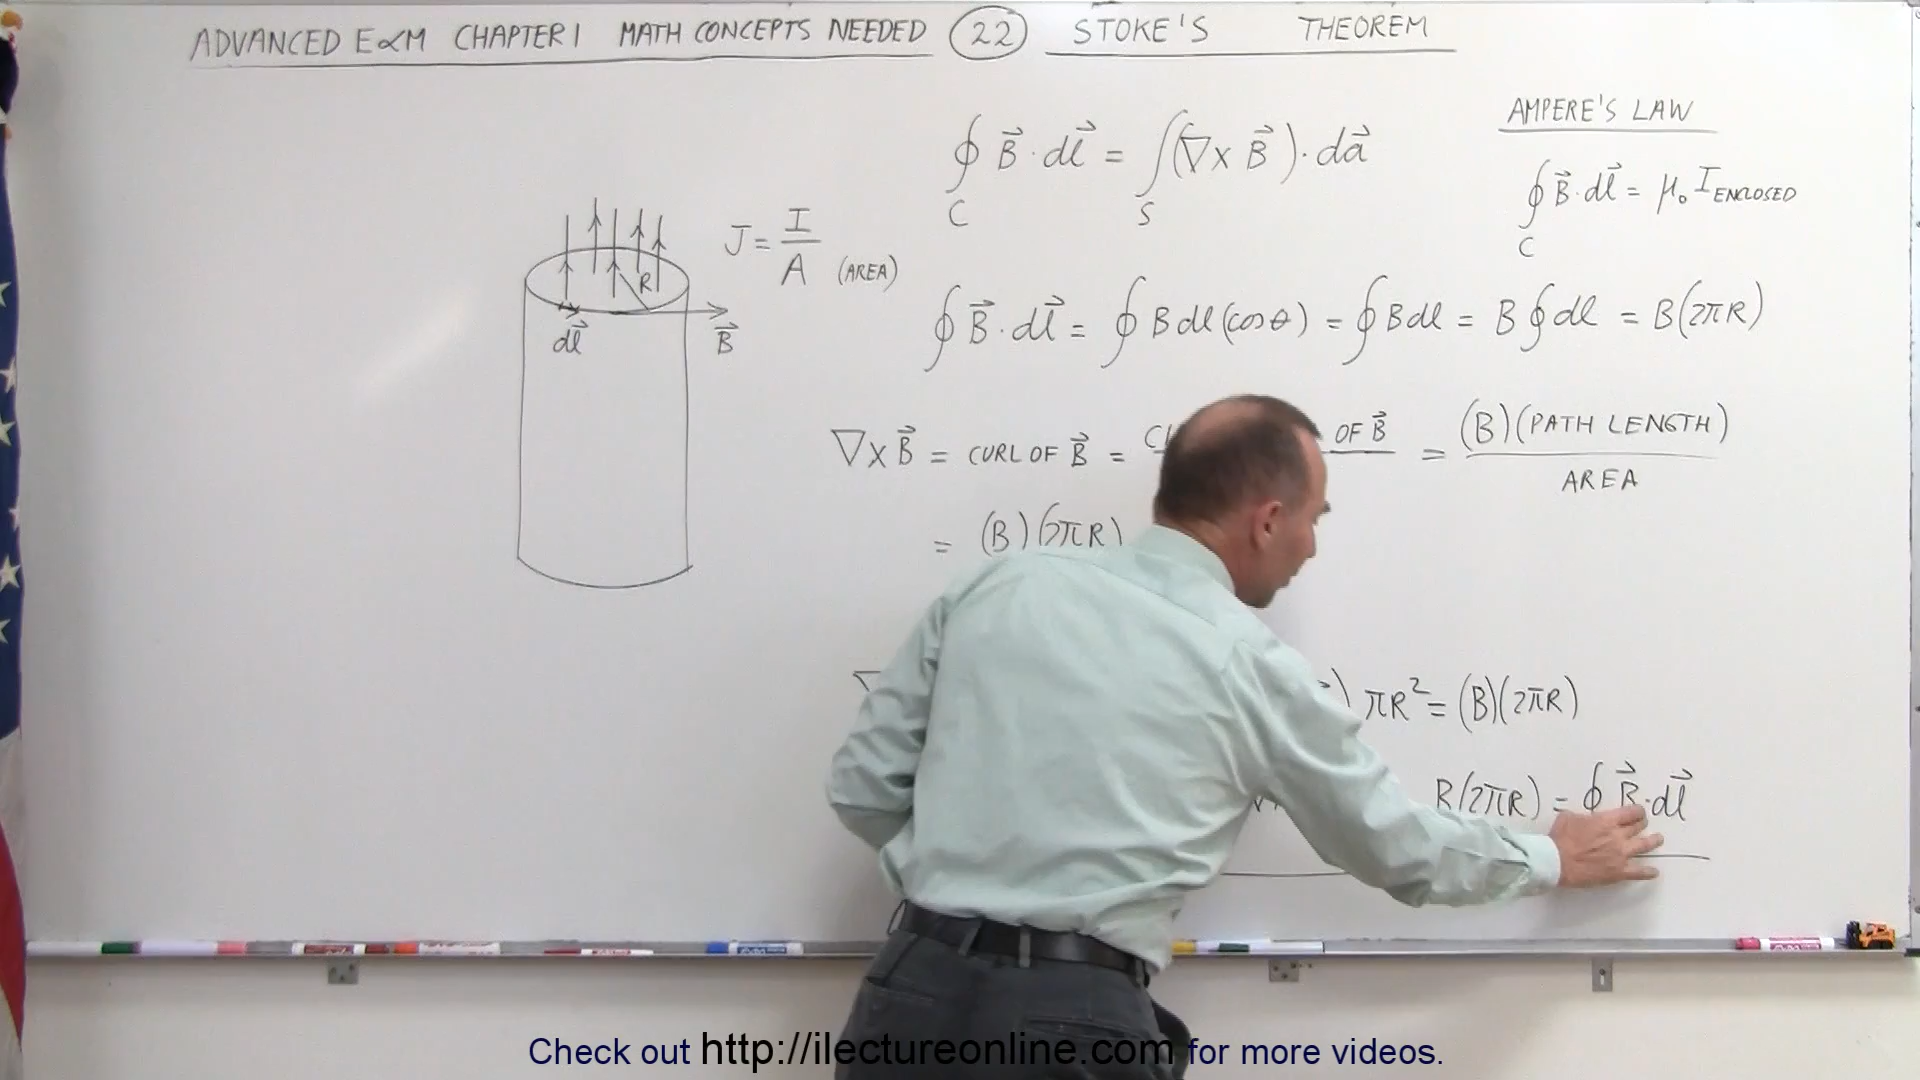 ADVANCED E&M CHAPTER 1 MATH CONCEPTS NEEDED 22 STOKE'S THEOREM
AMPERE'S LAW
∮ B⃗ · dl⃗ = ∫(∇ x B⃗) · da⃗
C S
∮ B⃗ · dl⃗ = μ₀ I ENCLOSED
C
J = I / A (AREA)
R
dl⃗
B⃗
∮ B⃗ · dl⃗ = ∮ B dl (cos θ) = ∮ B dl = B ∮ dl = B(2πR)
∇ x B⃗ = CURL OF B⃗ = OF B⃗ = (B)(PATH LENGTH) / AREA
= (B)(2πR)
) πR² = (B)(2πR)
B(2πR) = ∮ B⃗ · dl⃗
Check out http://ilectureonline.com for more videos.